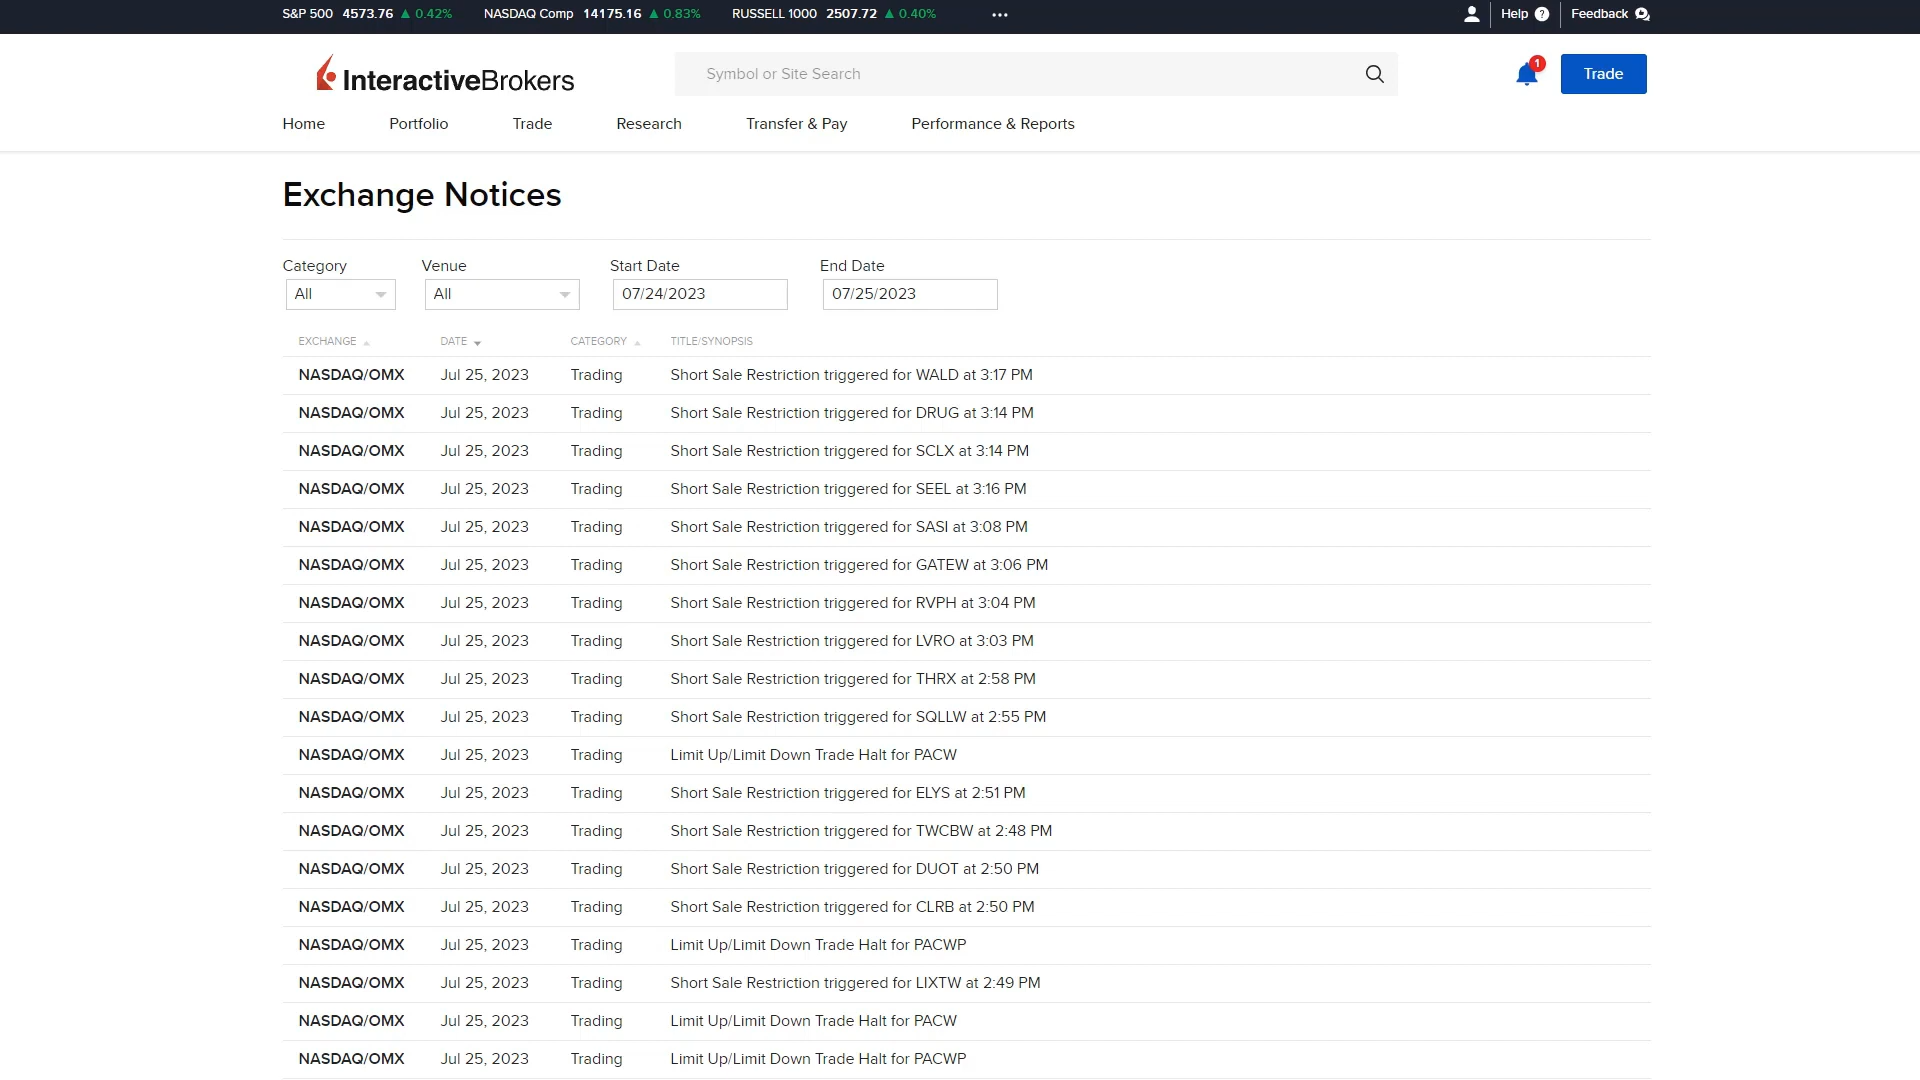 S&P 500 4573.76 ▲ 0.42% NASDAQ Comp 14175.16 ▲ 0.83% RUSSELL 1000 2507.72 ▲ 0.40% ••• Help ? Feedback
InteractiveBrokers Symbol or Site Search 1 Trade
Home Portfolio Trade Research Transfer & Pay Performance & Reports
Exchange Notices
Category Venue Start Date End Date
All All 07/24/2023 07/25/2023
EXCHANGE DATE CATEGORY TITLE/SYNOPSIS
NASDAQ/OMX Jul 25, 2023 Trading Short Sale Restriction triggered for WALD at 3:17 PM
NASDAQ/OMX Jul 25, 2023 Trading Short Sale Restriction triggered for DRUG at 3:14 PM
NASDAQ/OMX Jul 25, 2023 Trading Short Sale Restriction triggered for SCLX at 3:14 PM
NASDAQ/OMX Jul 25, 2023 Trading Short Sale Restriction triggered for SEEL at 3:16 PM
NASDAQ/OMX Jul 25, 2023 Trading Short Sale Restriction triggered for SASI at 3:08 PM
NASDAQ/OMX Jul 25, 2023 Trading Short Sale Restriction triggered for GATEW at 3:06 PM
NASDAQ/OMX Jul 25, 2023 Trading Short Sale Restriction triggered for RVPH at 3:04 PM
NASDAQ/OMX Jul 25, 2023 Trading Short Sale Restriction triggered for LVRO at 3:03 PM
NASDAQ/OMX Jul 25, 2023 Trading Short Sale Restriction triggered for THRX at 2:58 PM
NASDAQ/OMX Jul 25, 2023 Trading Short Sale Restriction triggered for SQLLW at 2:55 PM
NASDAQ/OMX Jul 25, 2023 Trading Limit Up/Limit Down Trade Halt for PACW
NASDAQ/OMX Jul 25, 2023 Trading Short Sale Restriction triggered for ELYS at 2:51 PM
NASDAQ/OMX Jul 25, 2023 Trading Short Sale Restriction triggered for TWCBW at 2:48 PM
NASDAQ/OMX Jul 25, 2023 Trading Short Sale Restriction triggered for DUOT at 2:50 PM
NASDAQ/OMX Jul 25, 2023 Trading Short Sale Restriction triggered for CLRB at 2:50 PM
NASDAQ/OMX Jul 25, 2023 Trading Limit Up/Limit Down Trade Halt for PACWP
NASDAQ/OMX Jul 25, 2023 Trading Short Sale Restriction triggered for LIXTW at 2:49 PM
NASDAQ/OMX Jul 25, 2023 Trading Limit Up/Limit Down Trade Halt for PACW
NASDAQ/OMX Jul 25, 2023 Trading Limit Up/Limit Down Trade Halt for PACWP